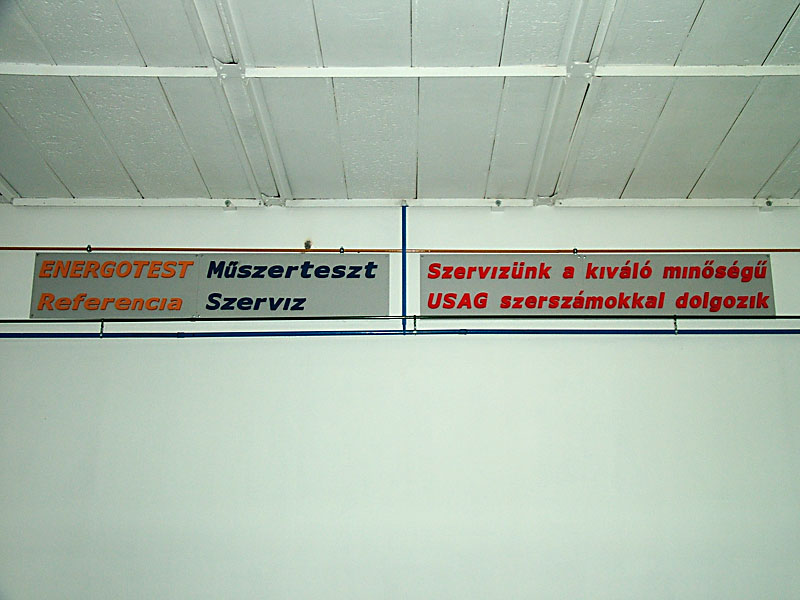 ENERGOTEST Műszerteszt
Referencia Szerviz
Szervizünk a kiváló minőségű
USAG szerszámokkal dolgozik